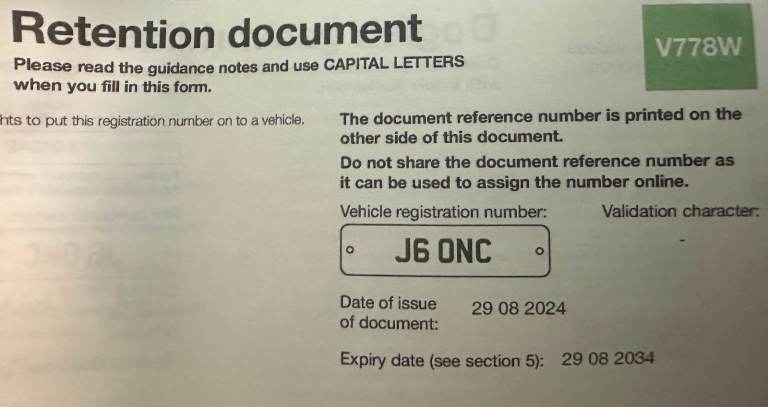 Retention document
V778W
Please read the guidance notes and use CAPITAL LETTERS
when you fill in this form.
hts to put this registration number on to a vehicle.
The document reference number is printed on the
other side of this document.
Do not share the document reference number as
it can be used to assign the number online.
Vehicle registration number:
Validation character:
J6 ONC
-
Date of issue
of document:
29 08 2024
Expiry date (see section 5):
29 08 2034